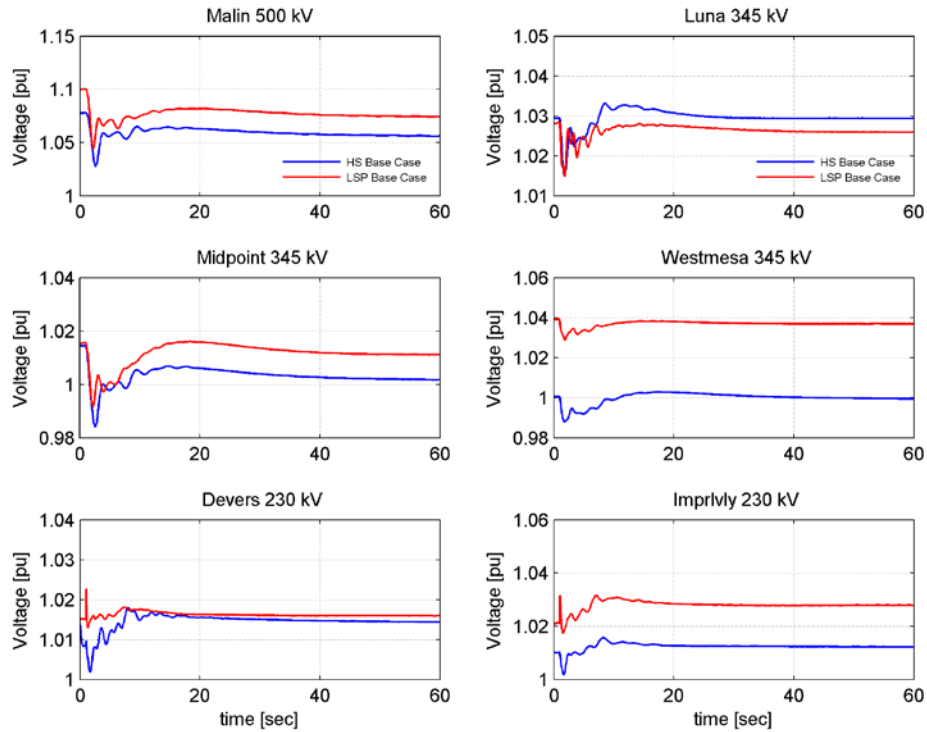 Malin 500 kV
Voltage [pu]
1.15
1.1
1.05
1
HS Base Case
LSP Base Case
0 20 40 60
Luna 345 kV
Voltage [pu]
1.05
1.04
1.03
1.02
1.01
HS Base Case
LSP Base Case
0 20 40 60
Midpoint 345 kV
Voltage [pu]
1.04
1.02
1
0.98
0 20 40 60
Westmesa 345 kV
Voltage [pu]
1.06
1.04
1.02
1
0.98
0 20 40 60
Devers 230 kV
Voltage [pu]
1.04
1.03
1.02
1.01
1
0 20 40 60
time [sec]
Imprlvly 230 kV
Voltage [pu]
1.06
1.04
1.02
1
0 20 40 60
time [sec]